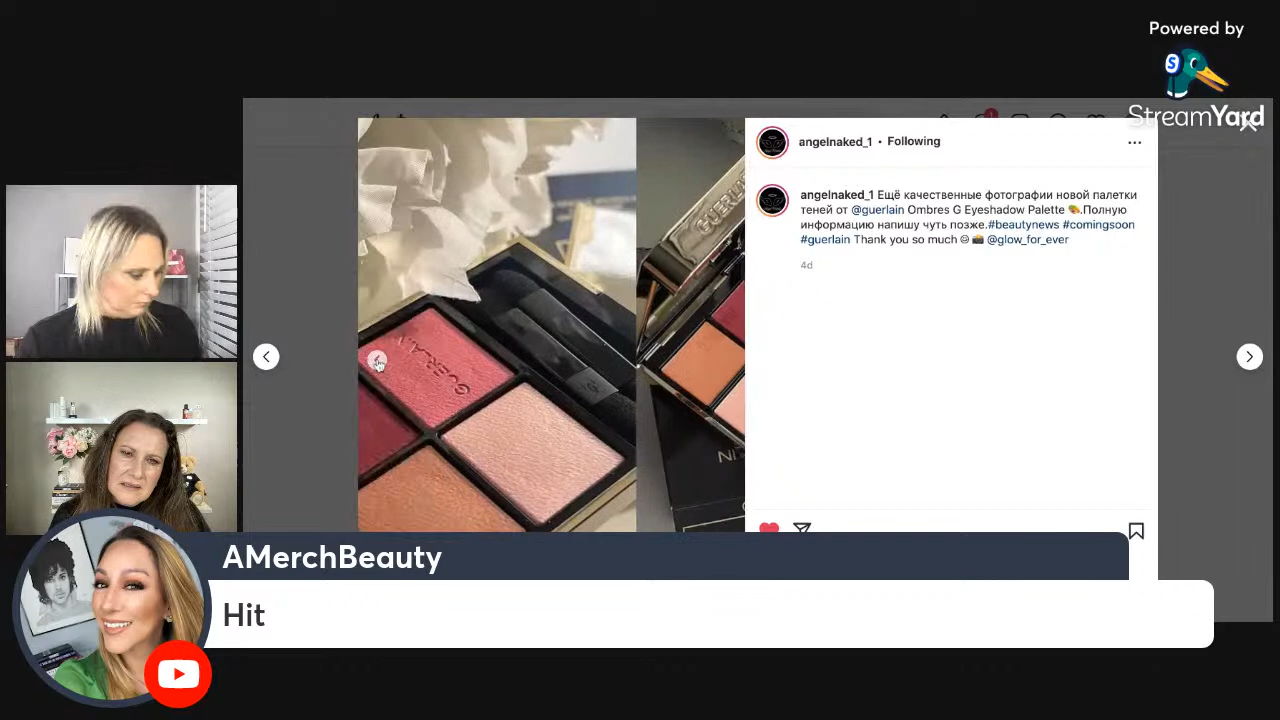 Powered by
StreamYard
angelnaked_1 • Following
angelnaked_1 Ещё качественные фотографии новой палетки
теней от @guerlain Ombres G Eyeshadow Palette 🎨.Полную
информацию напишу чуть позже.#beautynews #comingsoon
#guerlain Thank you so much ☺ 📸 @glow_for_ever
4d
GUERLAIN
GUERLAIN
AMerchBeauty
Hit